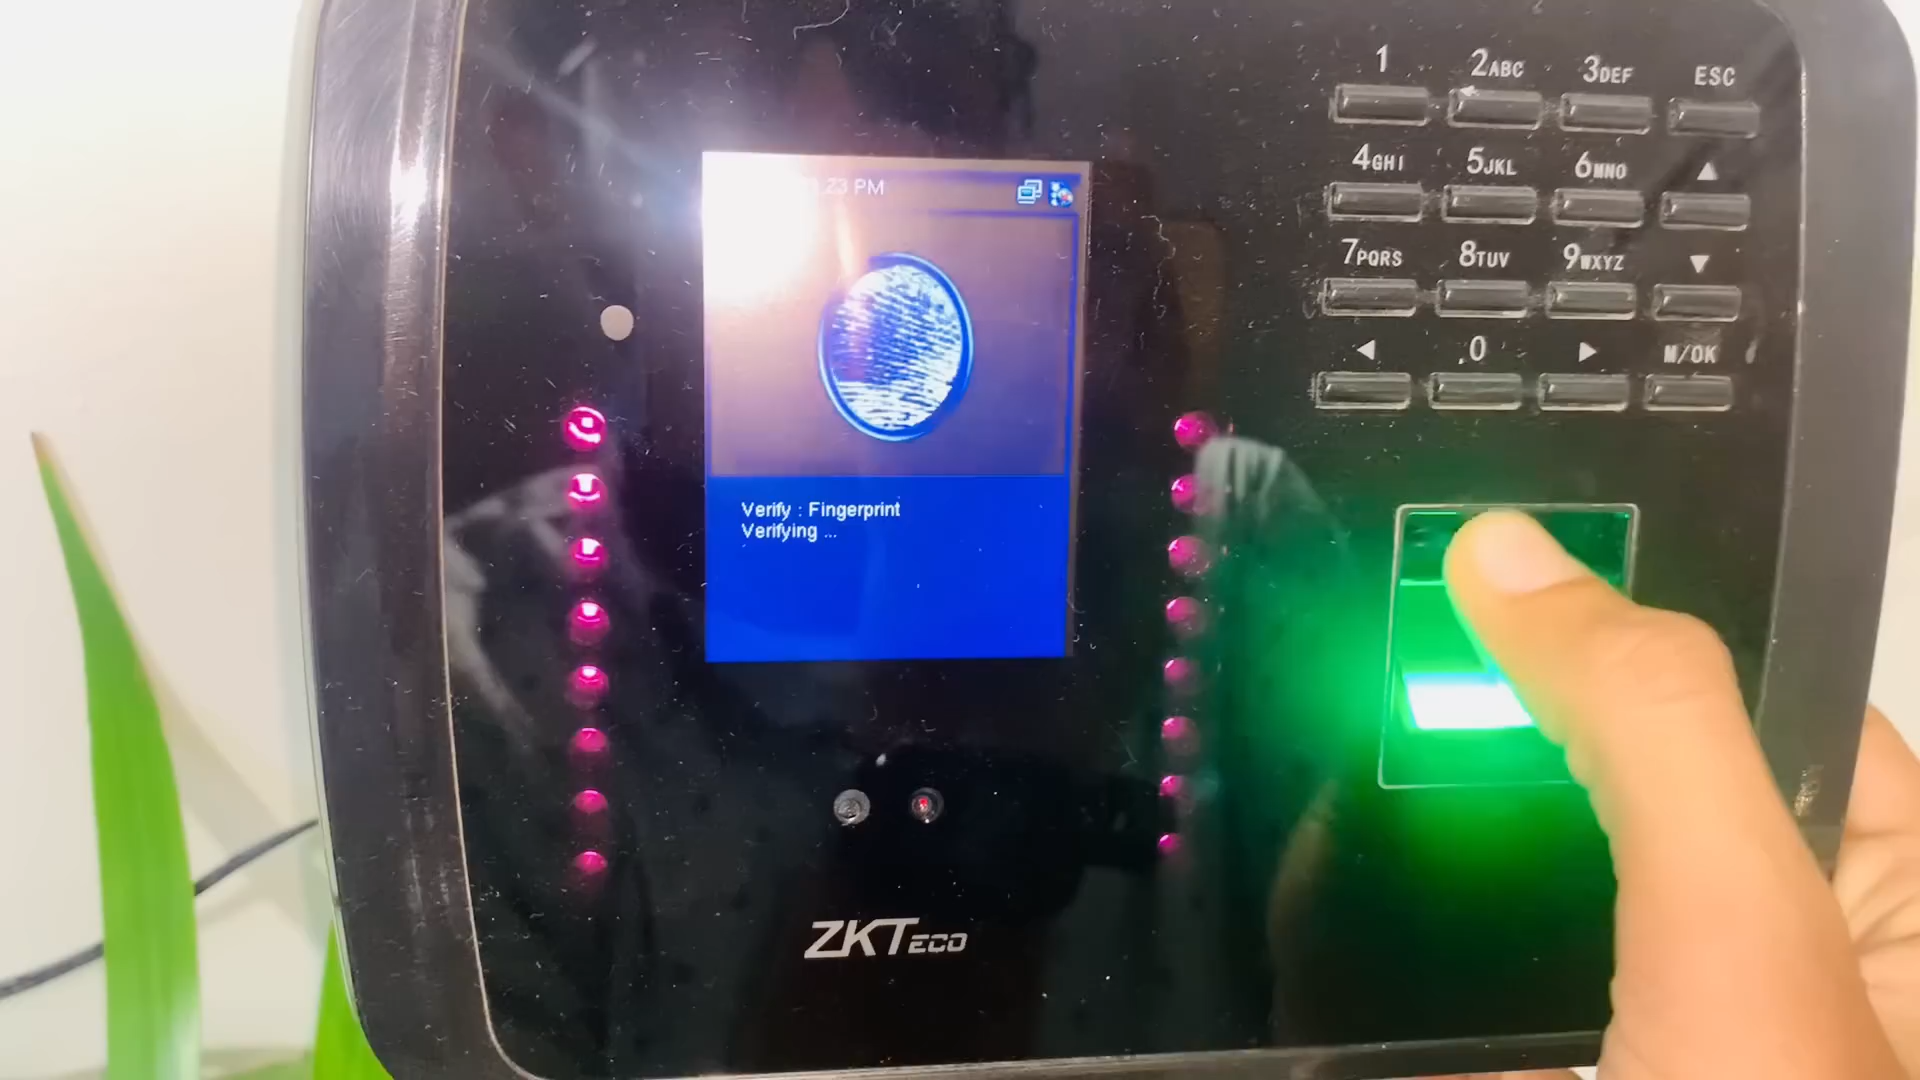 23 PM
Verify : Fingerprint
Verifying ...
1 2ABC 3DEF ESC
4GHI 5JKL 6MNO ▲
7PQRS 8TUV 9WXYZ ▼
◀ 0 ▶ M/OK
ZKTECO